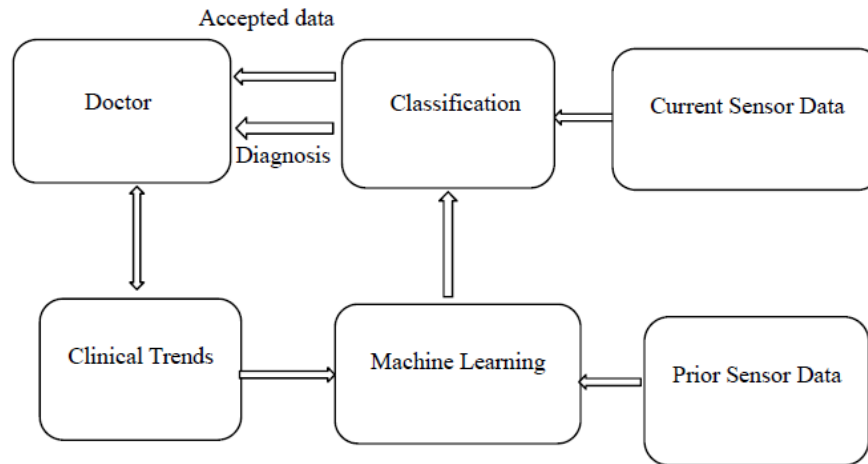 Accepted data
Doctor
Classification
Current Sensor Data
Diagnosis
Clinical Trends
Machine Learning
Prior Sensor Data